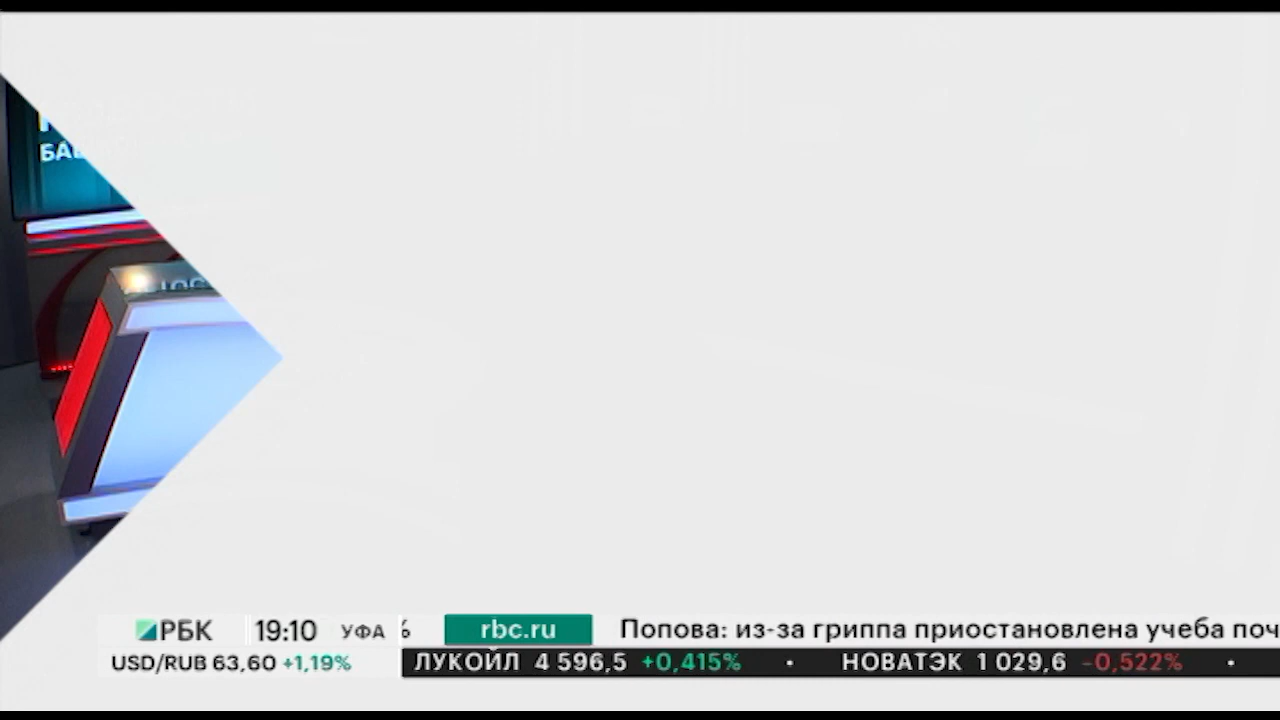 РБК 19:10 УФА % rbc.ru Попова: из-за гриппа приостановлена учеба поч
USD/RUB 63,60 +1,19% ЛУКОЙЛ 4 596,5 +0,415% • НОВАТЭК 1 029,6 -0,522% •